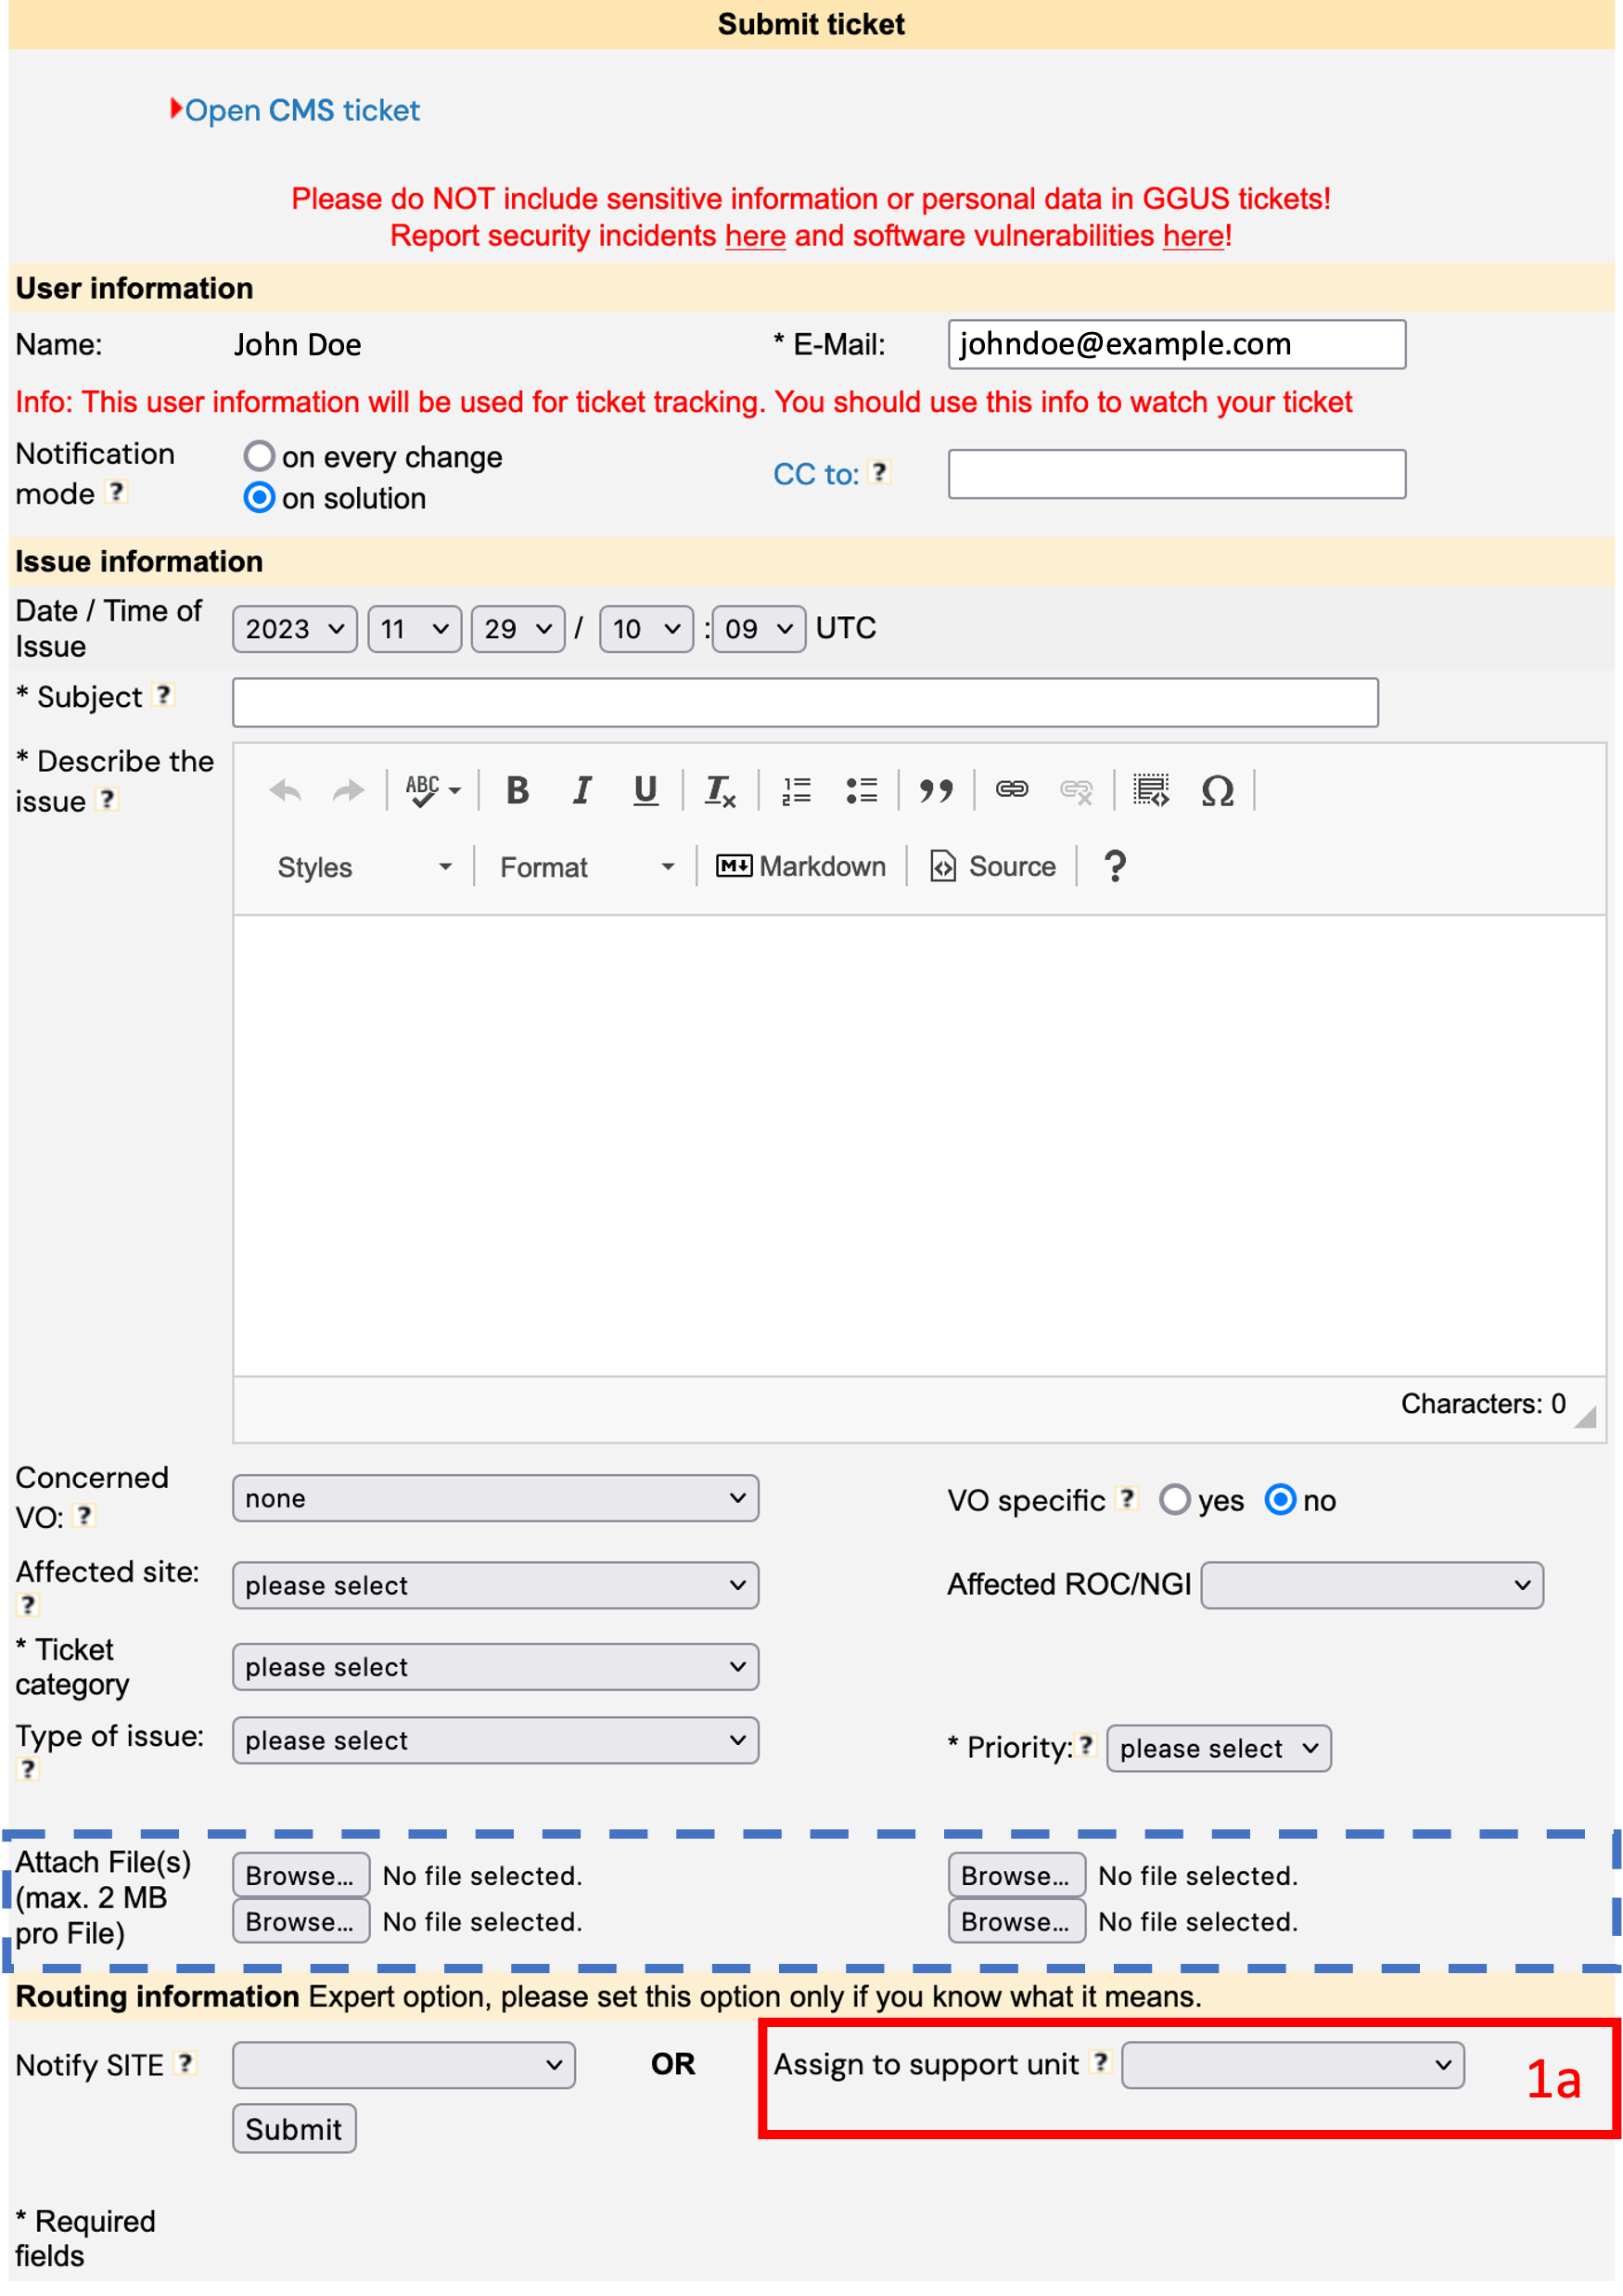 Submit ticket
Open CMS ticket
Please do NOT include sensitive information or personal data in GGUS tickets!
Report security incidents here and software vulnerabilities here!
User information
Name: John Doe * E-Mail: johndoe@example.com
Info: This user information will be used for ticket tracking. You should use this info to watch your ticket
Notification mode ? on every change
on solution
CC to: ?
Issue information
Date / Time of Issue 2023 11 29 / 10 : 09 UTC
* Subject ?
* Describe the issue ?
ABC B I U Tx 1 2 ,, Ω
Styles Format M Markdown Source ?
Characters: 0
Concerned VO: ? none VO specific ? yes no
Affected site: ? please select Affected ROC/NGI
* Ticket category please select
Type of issue: ? please select * Priority: ? please select
Attach File(s) (max. 2 MB pro File)
Browse... No file selected. Browse... No file selected.
Browse... No file selected. Browse... No file selected.
Routing information Expert option, please set this option only if you know what it means.
Notify SITE ? OR Assign to support unit ? 1a
Submit
* Required fields